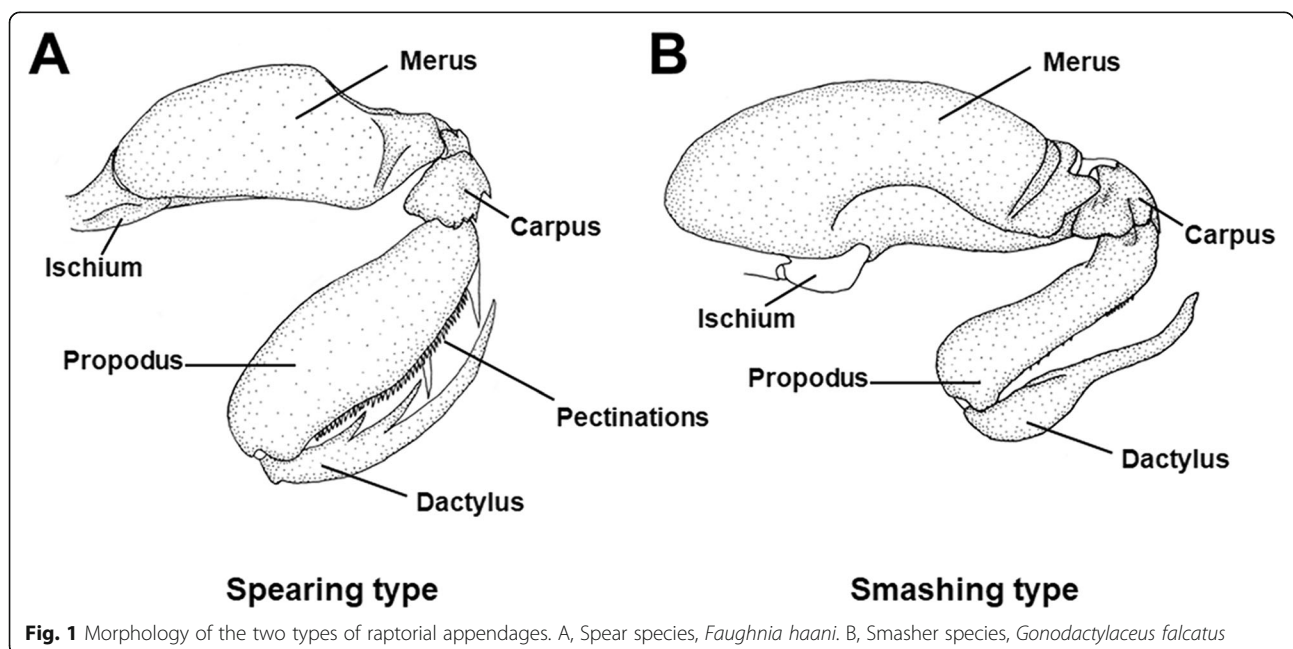 A
Merus
Carpus
Ischium
Propodus
Pectinations
Dactylus
Spearing type
B
Merus
Carpus
Ischium
Propodus
Dactylus
Smashing type
Fig. 1 Morphology of the two types of raptorial appendages. A, Spear species, Faughnia haani. B, Smasher species, Gonodactylaceus falcatus